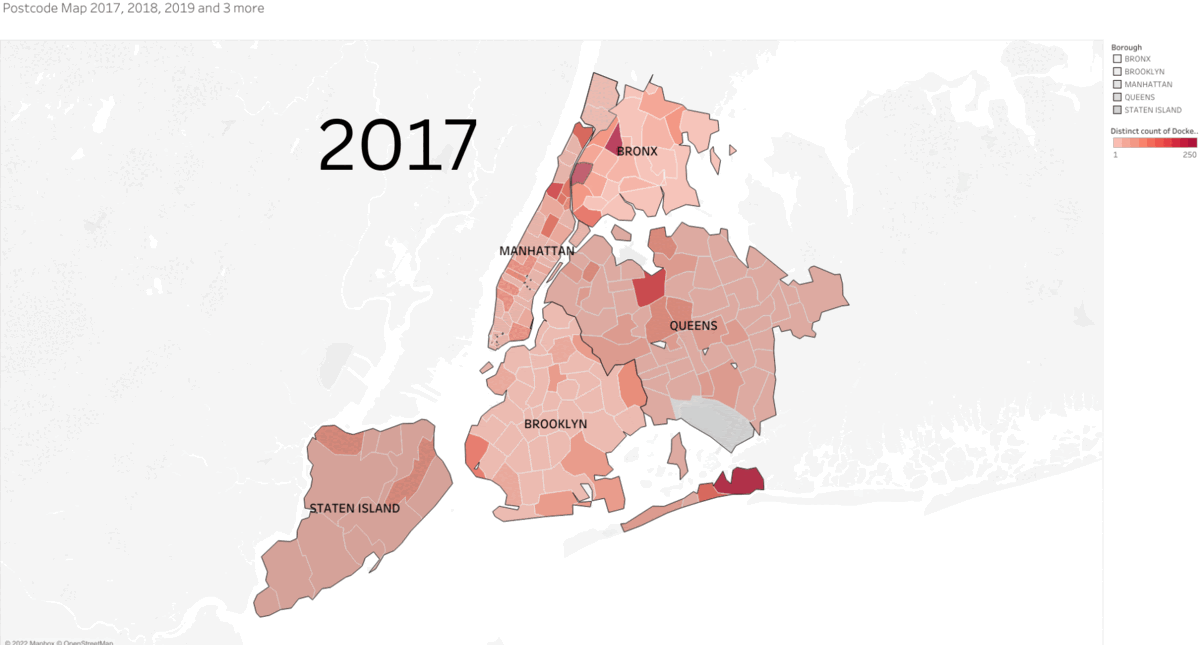 Postcode Map 2017, 2018, 2019 and 3 more
2017
Borough
BRONX
BROOKLYN
MANHATTAN
QUEENS
STATEN ISLAND
Distinct count of Docke..
1 250
BRONX
MANHATTAN
QUEENS
BROOKLYN
STATEN ISLAND
© 2022 Mapbox © OpenStreetMap